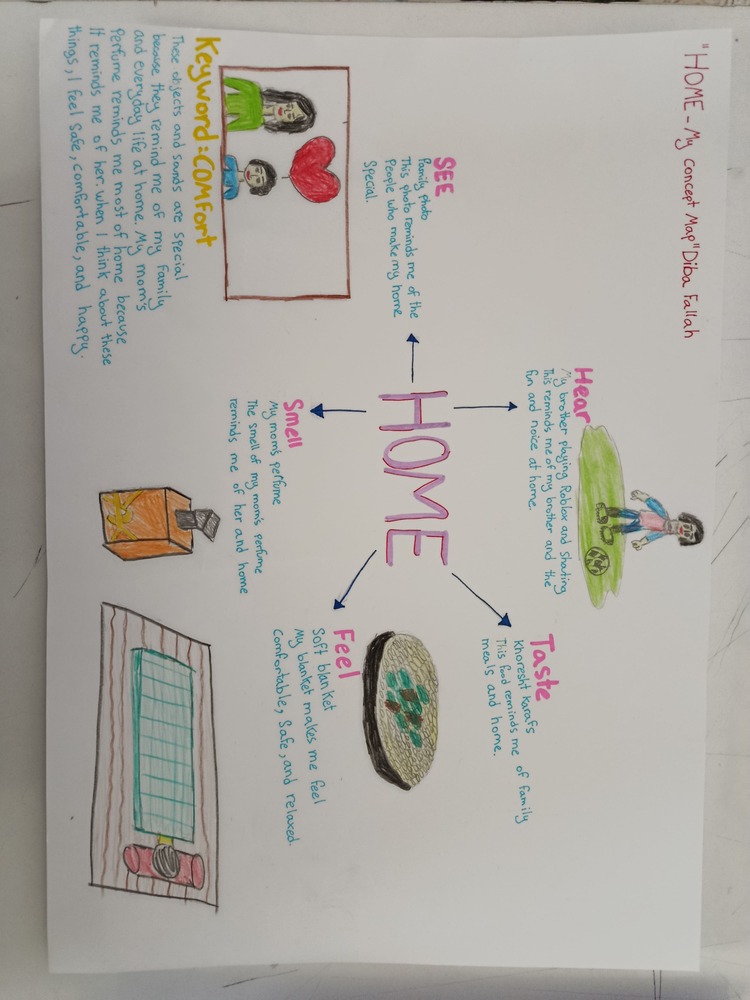 "HOME - My concept Map" Diba Fallah
Hear
My brother playing Roblox and shouting
This reminds me of my brother and the
fun and noice at home.
SEE
Family photo
This photo reminds me of the
People who make my home
Special.
HOME
Taste
Khoresht Karafs
This food reminds me of family
meals and home.
Smell
My mom's perfume
The smell of my mom's perfume
reminds me of her and home
Feel
Soft blanket
My blanket makes me feel
Comfortable, Safe, and relaxed.
Keyword: COMFort
These objects and sounds are special
because they remind me of my family
and everyday life at home. My mom's
Perfume reminds me most of home because
It reminds me of her. when I think about these
things, I feel safe, comfortable, and happy.